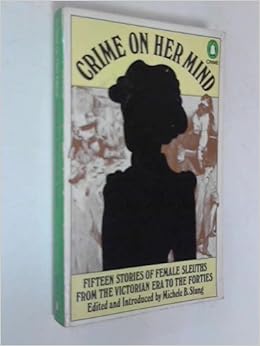 CRIME ON HER MIND
CRIME
FIFTEEN STORIES OF FEMALE SLEUTHS
FROM THE VICTORIAN ERA TO THE FORTIES
Edited and Introduced by Michele B. Slung